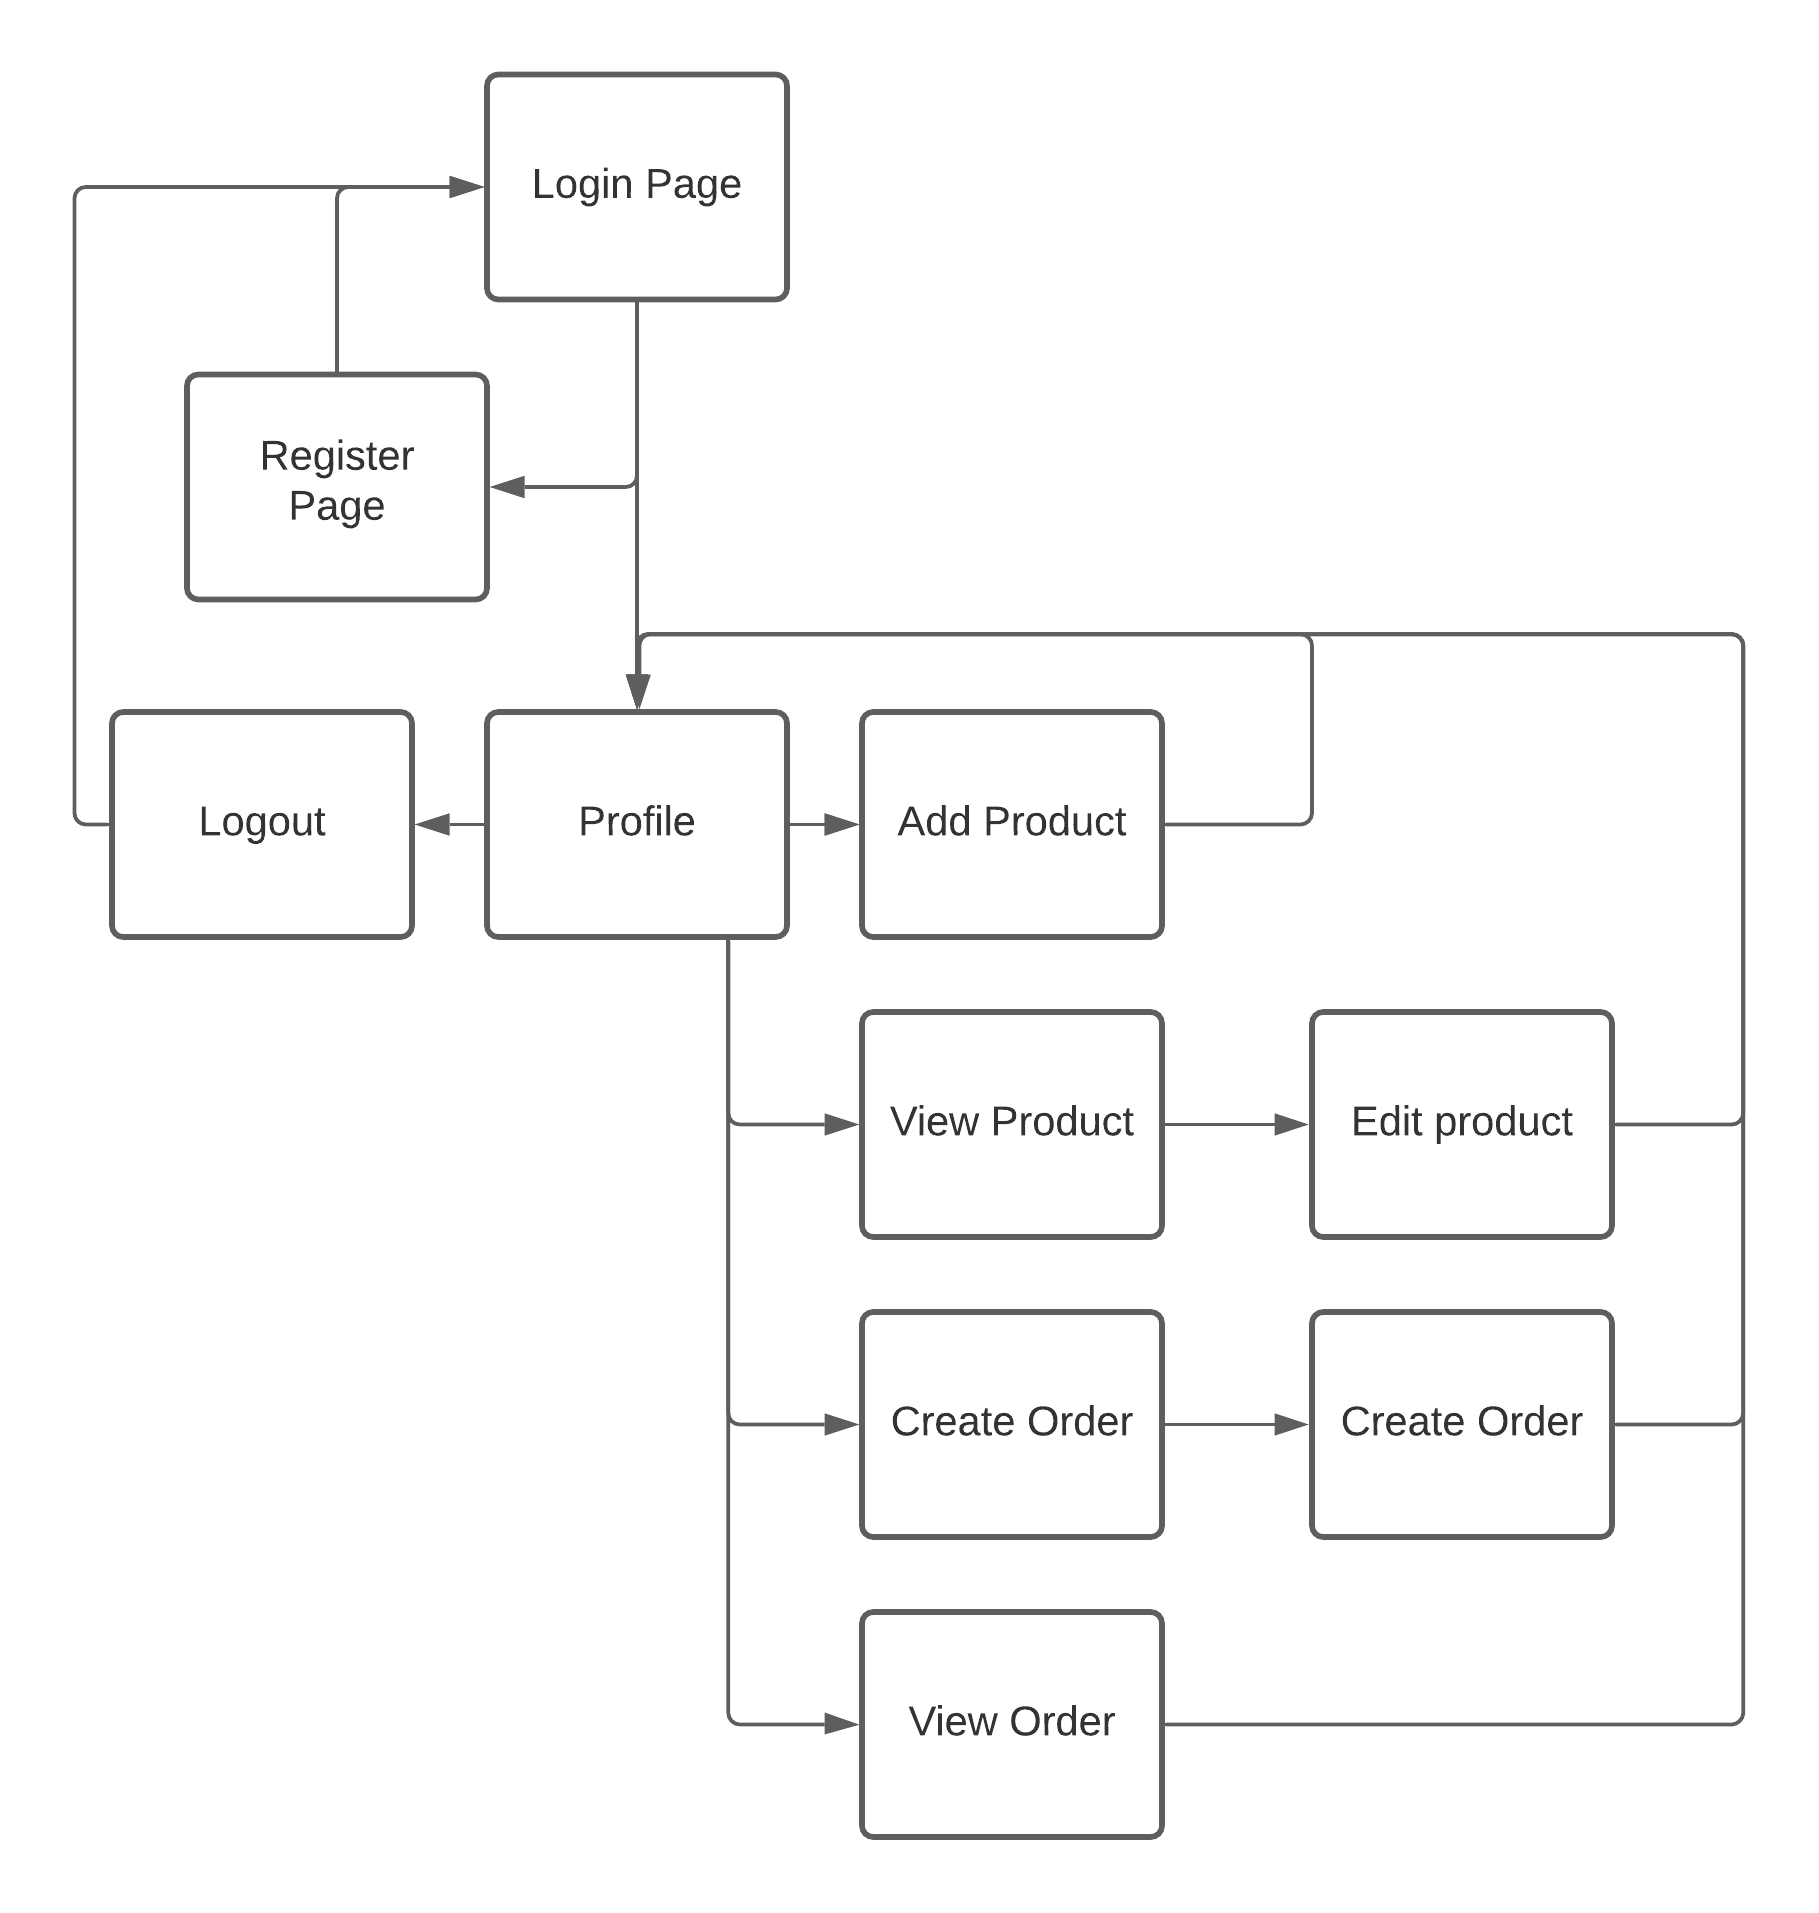 Login Page
Register
Page
Logout
Profile
Add Product
View Product
Edit product
Create Order
Create Order
View Order